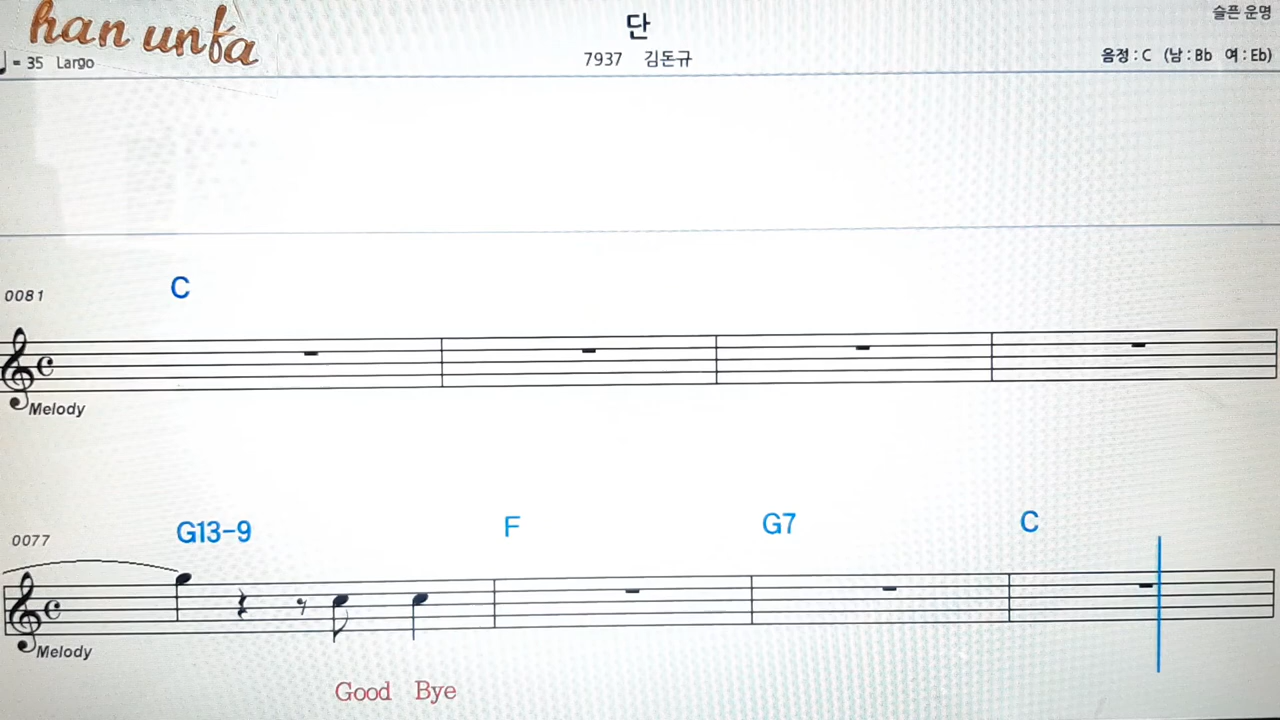 han unfa
단
슬픈 운명
= 35 Largo
7937 김돈규
음정 : C (남 : Bb 여 : Eb)
C
0081
Melody
G13-9 F G7 C
0077
Melody
Good Bye